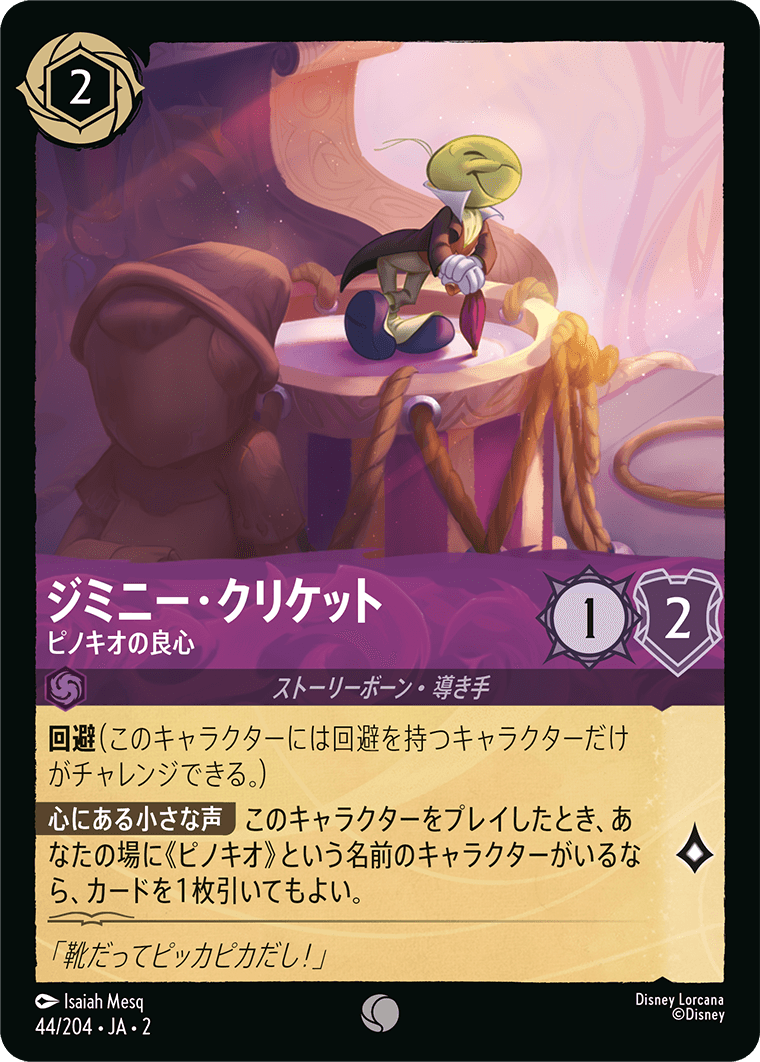 2
ジミニー・クリケット
ピノキオの良心
1
2
ストーリーボーン・導き手
回避(このキャラクターには回避を持つキャラクターだけ
がチャレンジできる。)
心にある小さな声 このキャラクターをプレイしたとき、あ
なたの場に《ピノキオ》という名前のキャラクターがいるな
ら、カードを1枚引いてもよい。
「靴だってピッカピカだし!」
Isaiah Mesq
44/204・JA・2
Disney Lorcana
©Disney